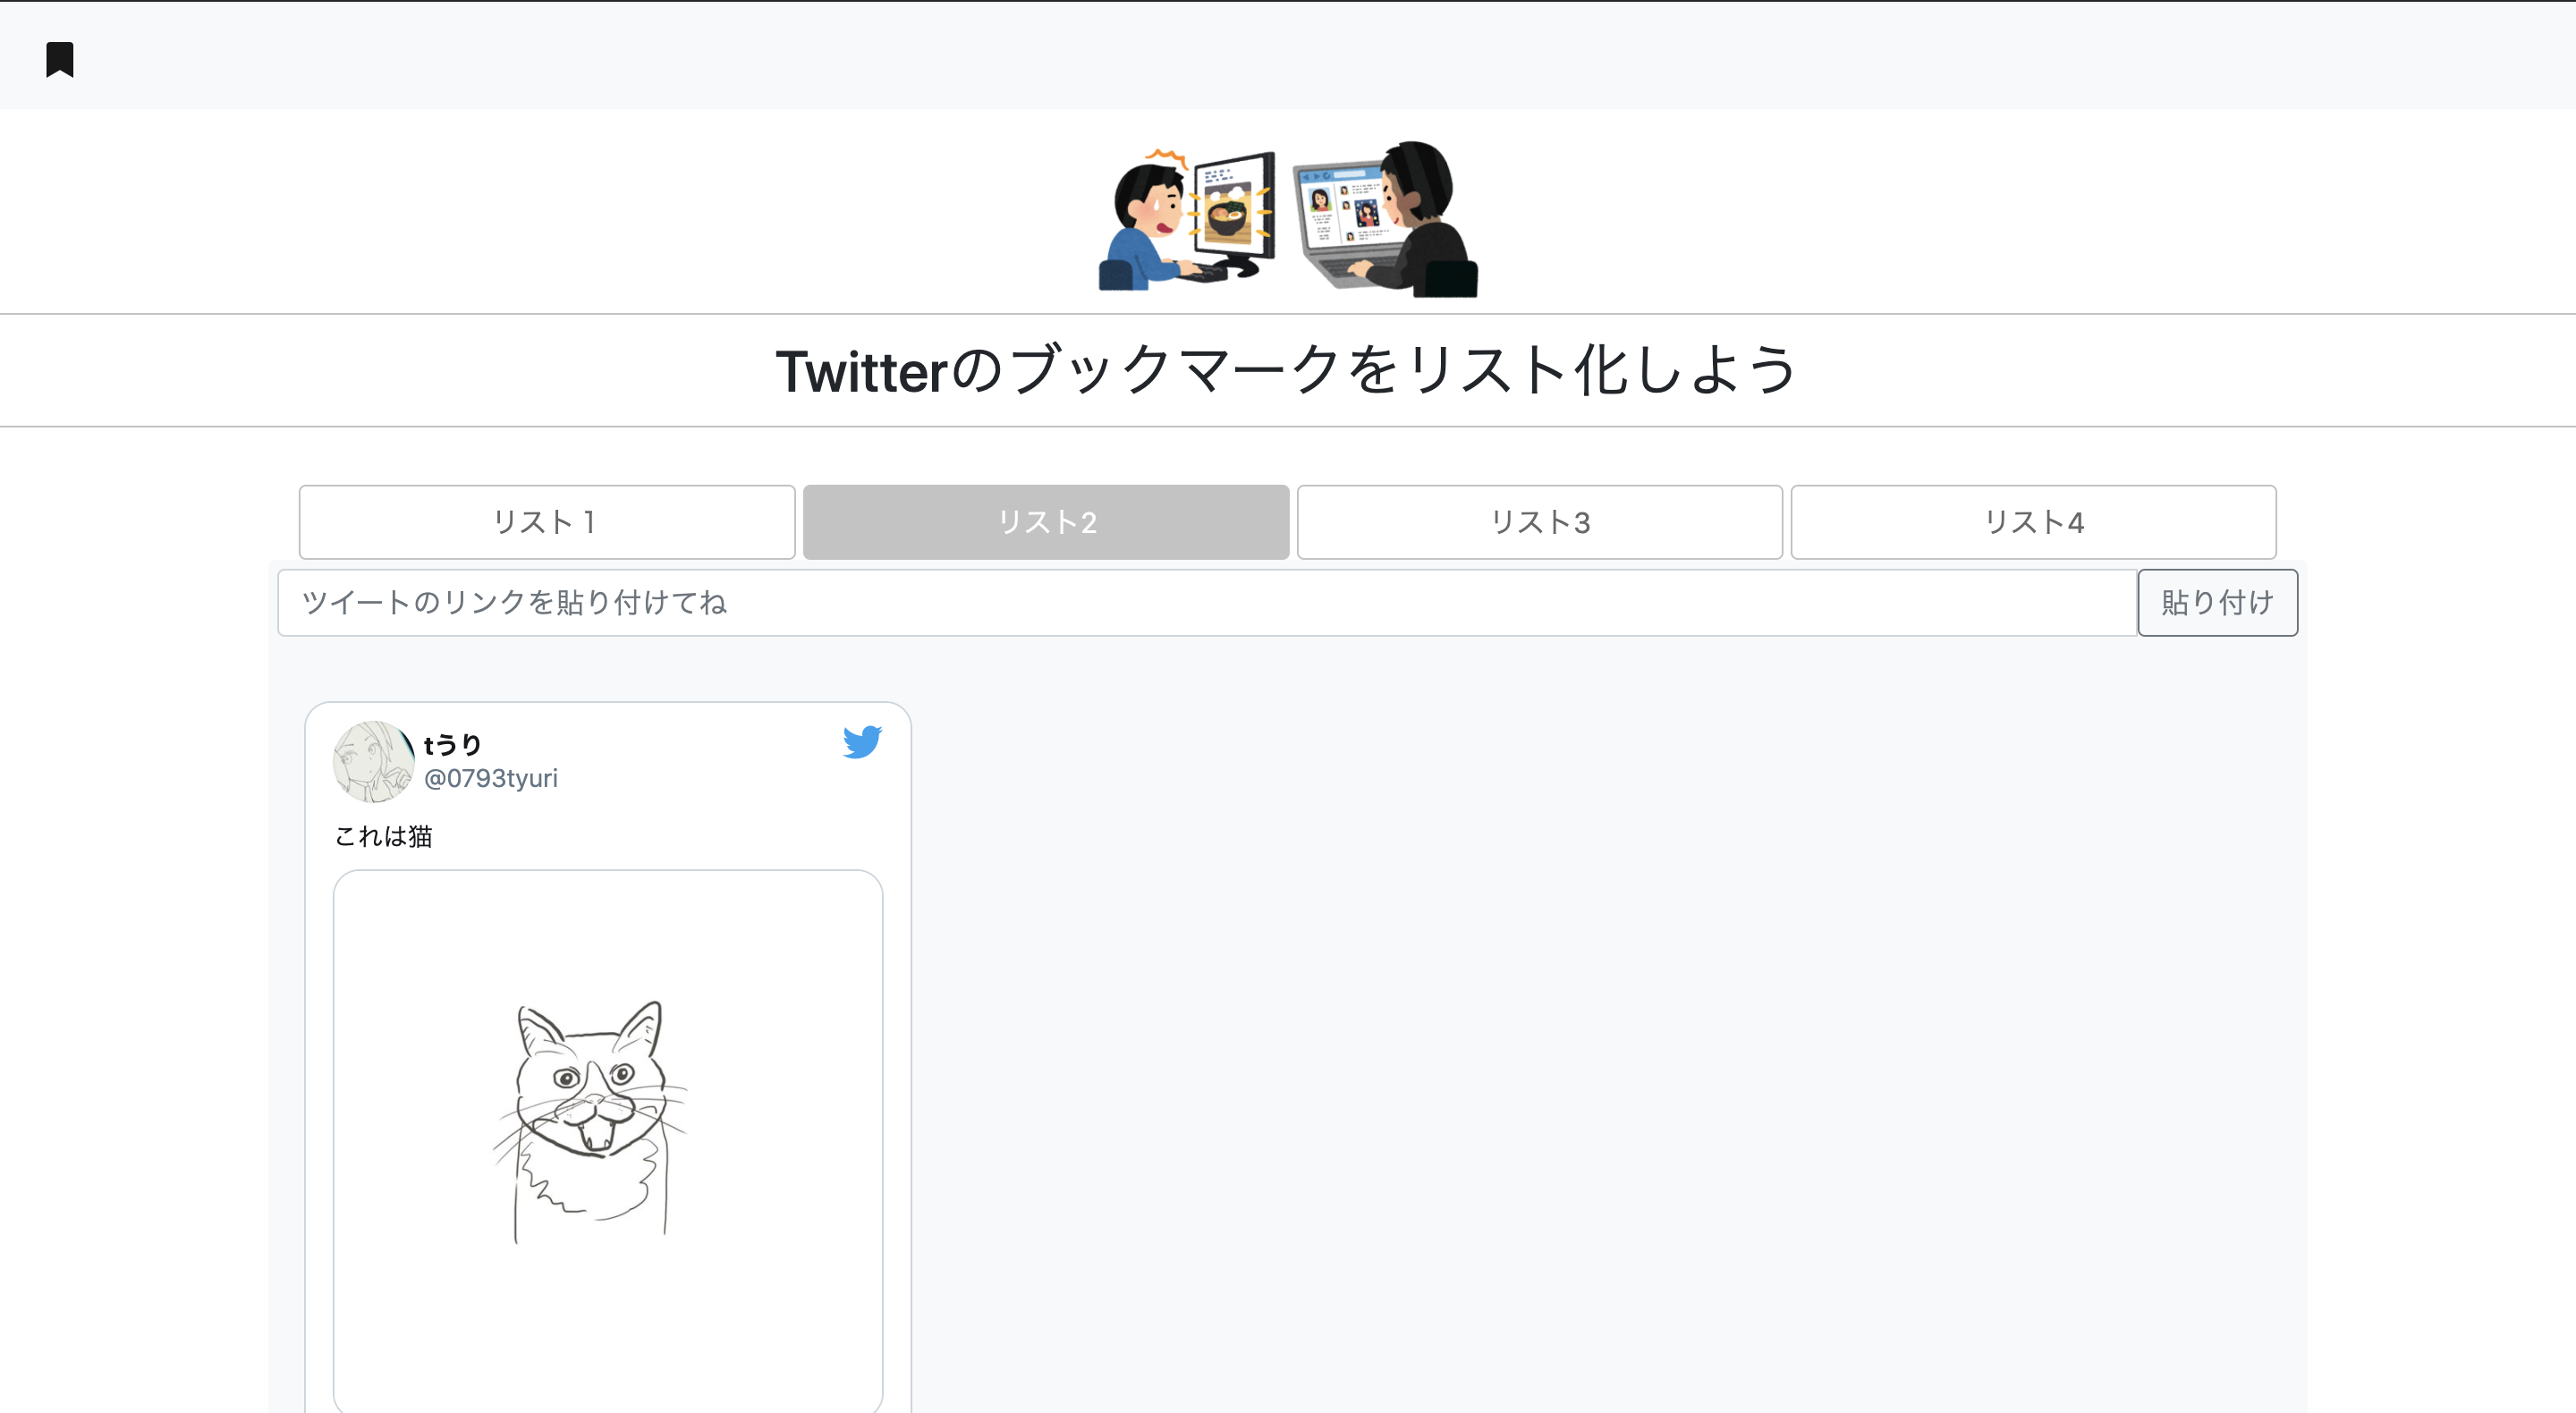 Twitterのブックマークをリスト化しよう
リスト 1
リスト2
リスト3
リスト4
ツイートのリンクを貼り付けてね
貼り付け
tうり
@0793tyuri
これは猫